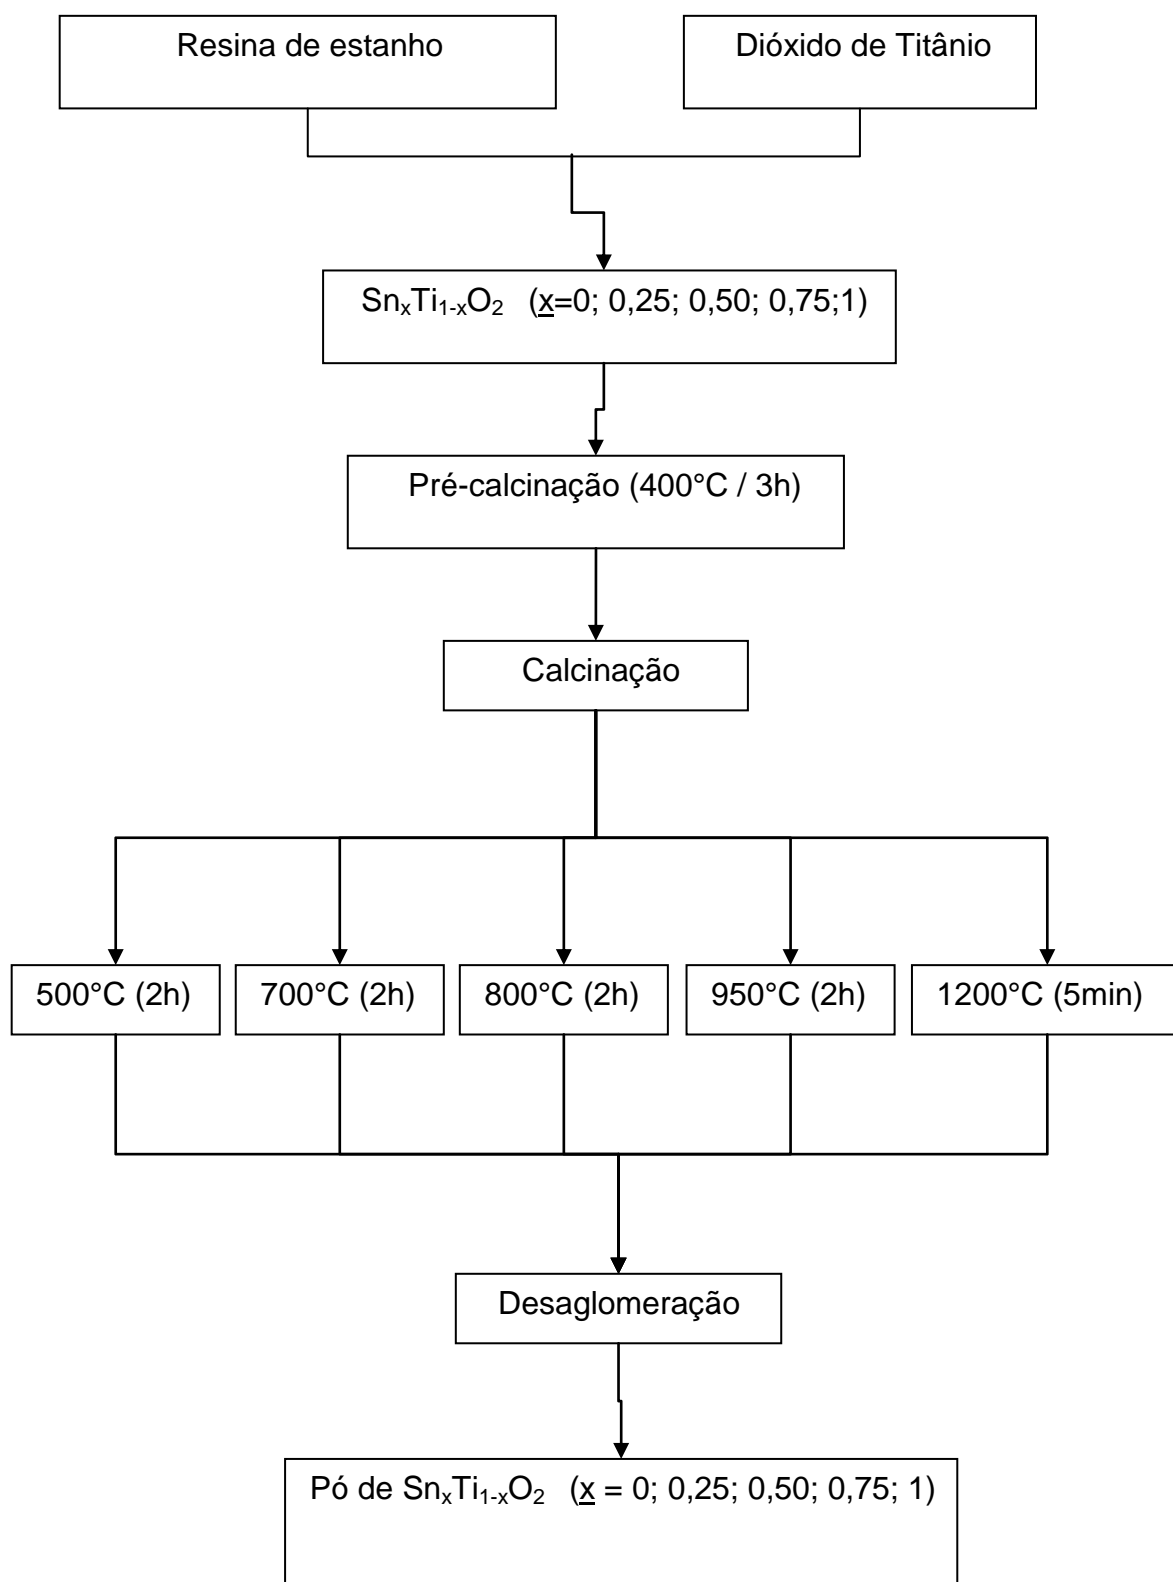 Resina de estanho
Dióxido de Titânio
SnₓTi₁₋ₓO₂ (x=0; 0,25; 0,50; 0,75;1)
Pré-calcinação (400°C / 3h)
Calcinação
500°C (2h)
700°C (2h)
800°C (2h)
950°C (2h)
1200°C (5min)
Desaglomeração
Pó de SnₓTi₁₋ₓO₂ (x = 0; 0,25; 0,50; 0,75; 1)